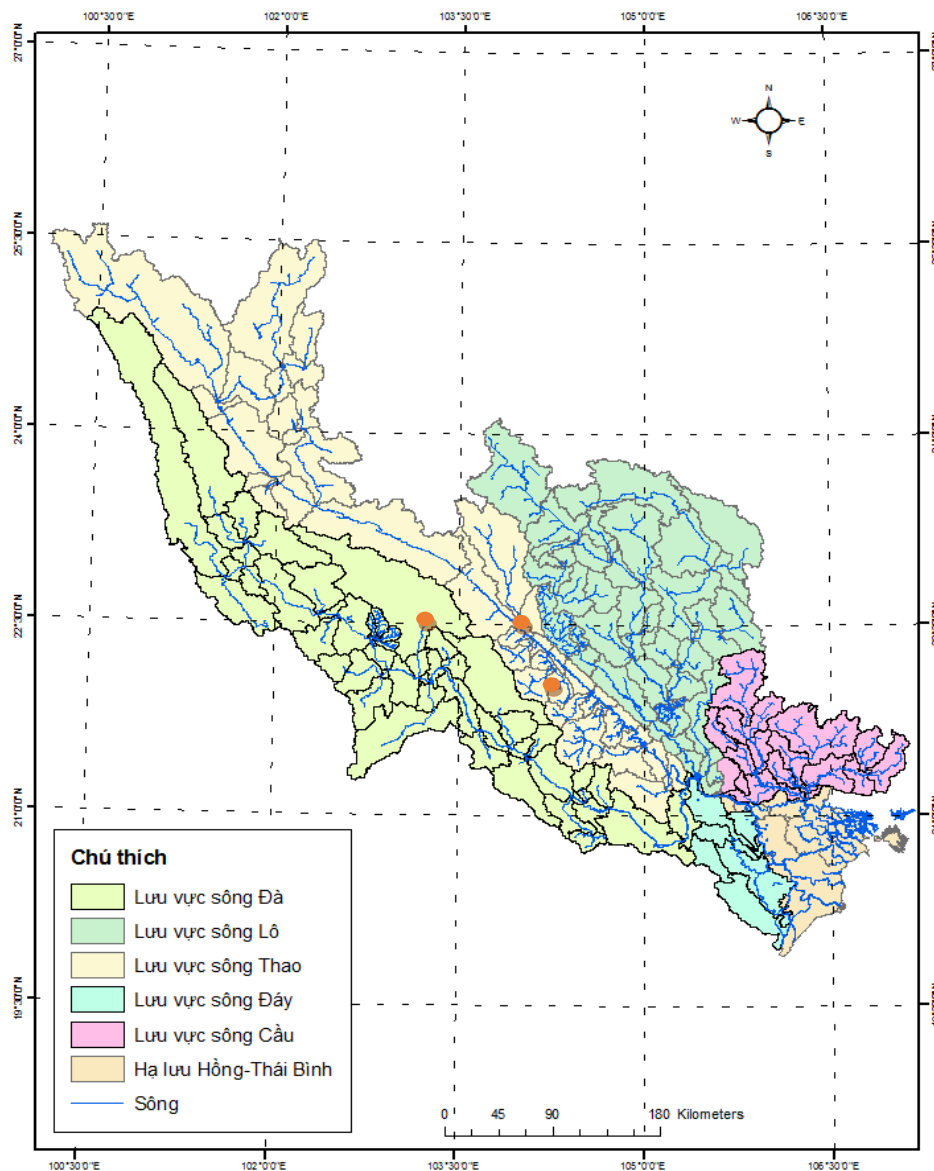 100°30'0"E 102°0'0"E 103°30'0"E 105°0'0"E 106°30'0"E
27°0'0"N
N
W E
S
25°30'0"N
24°0'0"N
22°30'0"N
21°0'0"N
19°30'0"N
Chú thích
Lưu vực sông Đà
Lưu vực sông Lô
Lưu vực sông Thao
Lưu vực sông Đáy
Lưu vực sông Cầu
Hạ lưu Hồng-Thái Bình
Sông
0 45 90 180 Kilometers
100°30'0"E 102°0'0"E 103°30'0"E 105°0'0"E 106°30'0"E